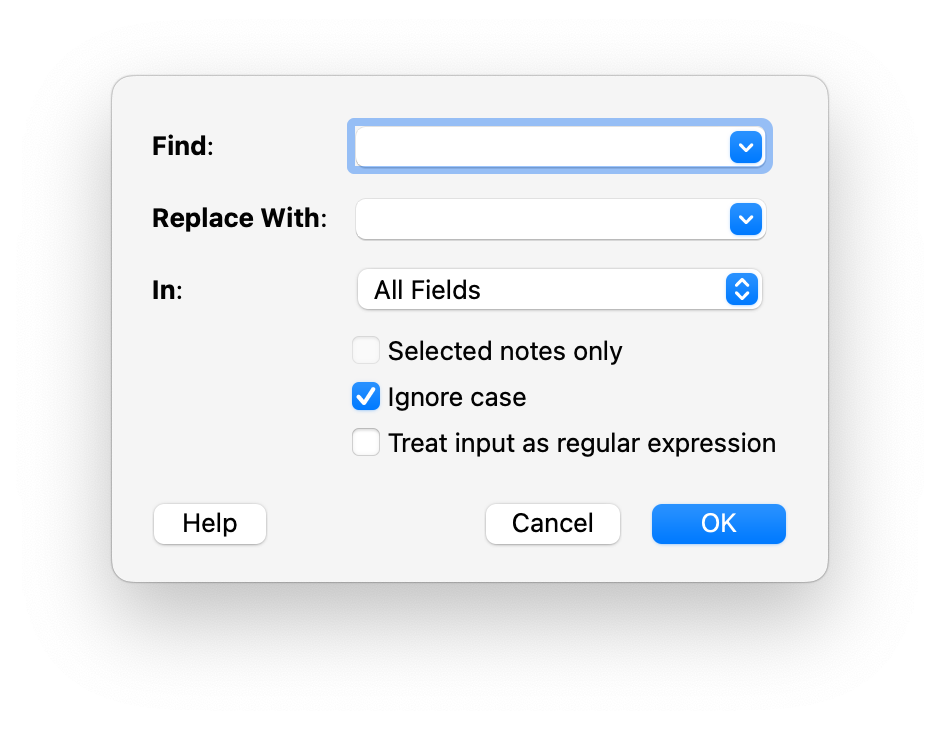 Find:
Replace With:
In: All Fields
Selected notes only
Ignore case
Treat input as regular expression
Help Cancel OK